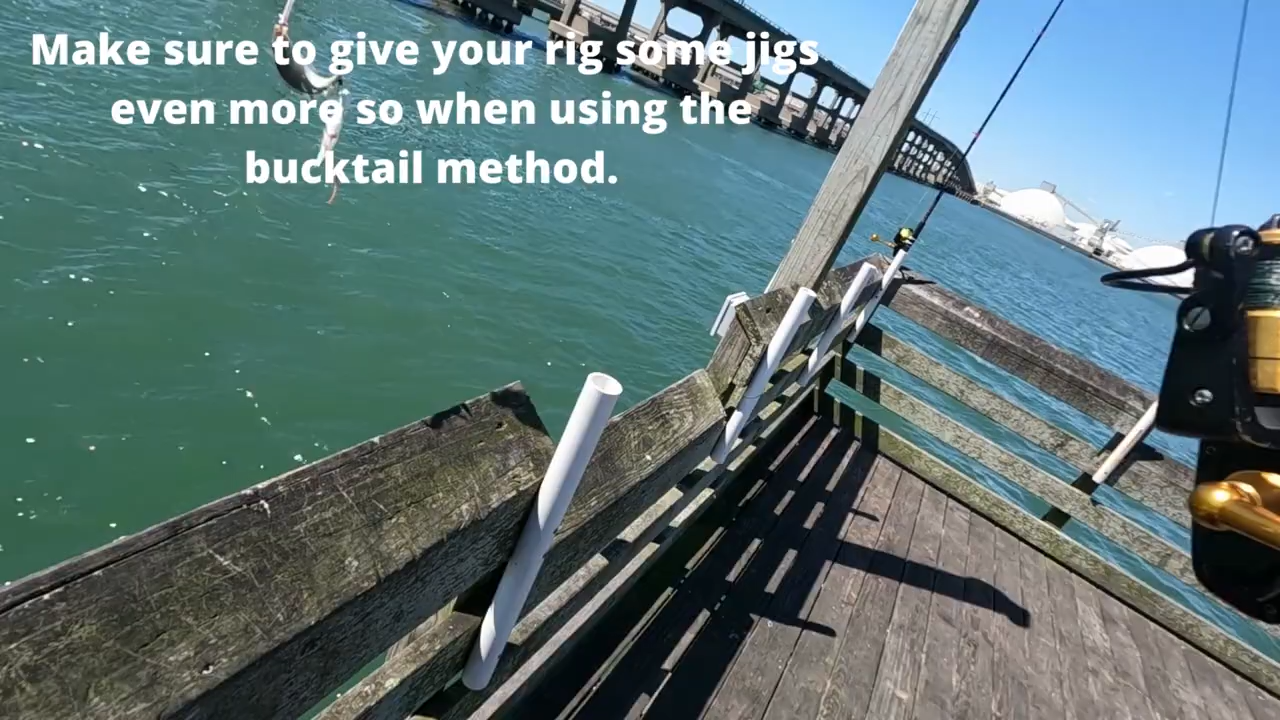 Make sure to give your rig some jigs
even more so when using the
bucktail method.